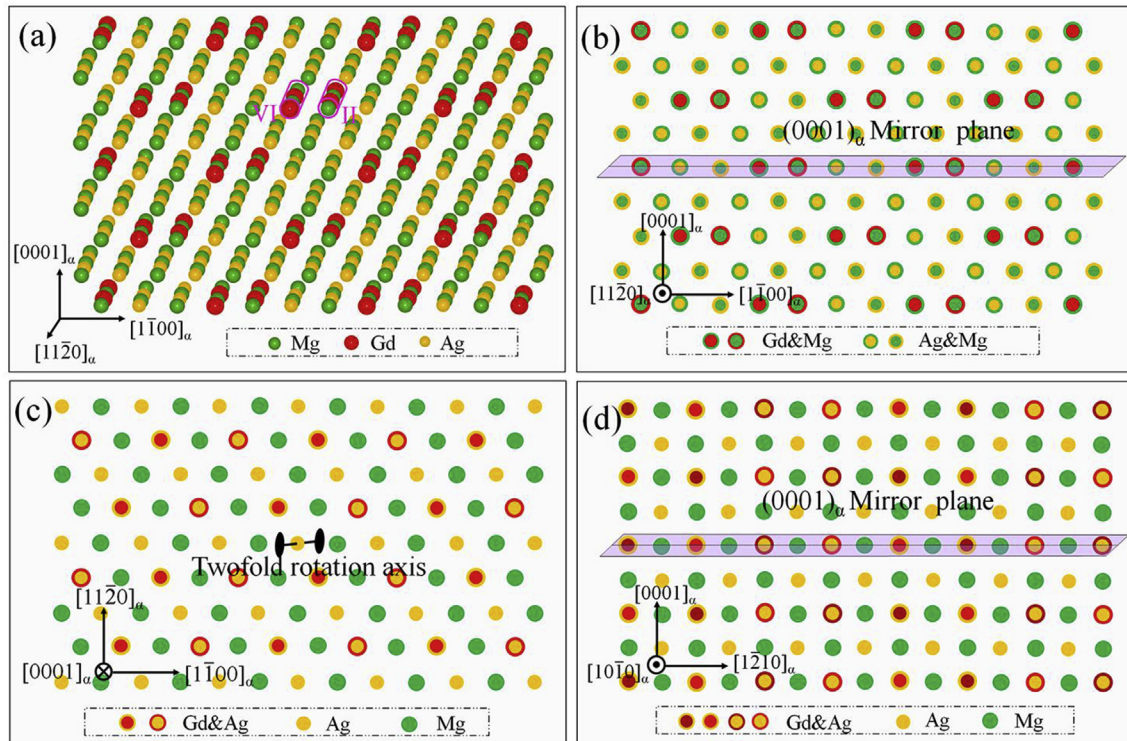 (a)
VI II
[0001]α
[11̅00]α
[112̅0]α
Mg Gd Ag
(b)
(0001)α Mirror plane
[0001]α
[112̅0]α
[11̅00]α
Gd&Mg Ag&Mg
(c)
Twofold rotation axis
[112̅0]α
[0001]α
[11̅00]α
Gd&Ag Ag Mg
(d)
(0001)α Mirror plane
[0001]α
[101̅0]α
[12̅10]α
Gd&Ag Ag Mg